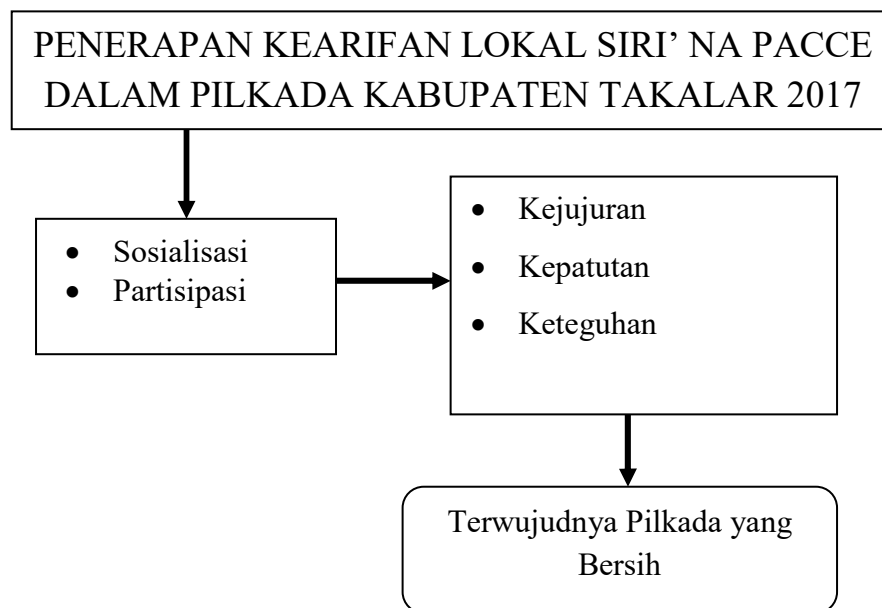 PENERAPAN KEARIFAN LOKAL SIRI’ NA PACCE
DALAM PILKADA KABUPATEN TAKALAR 2017
• Sosialisasi
• Partisipasi
• Kejujuran
• Kepatutan
• Keteguhan
Terwujudnya Pilkada yang
Bersih